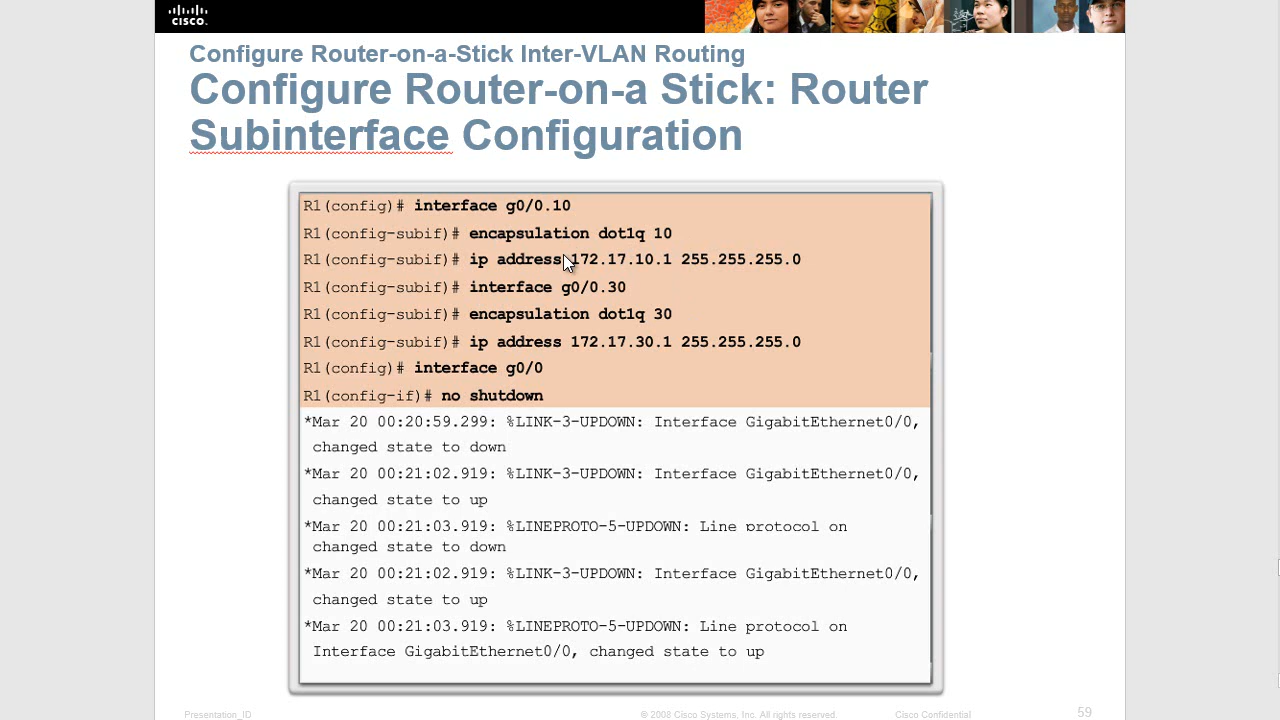 CISCO
Configure Router-on-a-Stick Inter-VLAN Routing
Configure Router-on-a Stick: Router
Subinterface Configuration
R1(config)# interface g0/0.10
R1(config-subif)# encapsulation dot1q 10
R1(config-subif)# ip address 172.17.10.1 255.255.255.0
R1(config-subif)# interface g0/0.30
R1(config-subif)# encapsulation dot1q 30
R1(config-subif)# ip address 172.17.30.1 255.255.255.0
R1(config)# interface g0/0
R1(config-if)# no shutdown
*Mar 20 00:20:59.299: %LINK-3-UPDOWN: Interface GigabitEthernet0/0,
changed state to down
*Mar 20 00:21:02.919: %LINK-3-UPDOWN: Interface GigabitEthernet0/0,
changed state to up
*Mar 20 00:21:03.919: %LINEPROTO-5-UPDOWN: Line protocol on
changed state to down
*Mar 20 00:21:02.919: %LINK-3-UPDOWN: Interface GigabitEthernet0/0,
changed state to up
*Mar 20 00:21:03.919: %LINEPROTO-5-UPDOWN: Line protocol on
Interface GigabitEthernet0/0, changed state to up
Presentation_ID
© 2008 Cisco Systems, Inc. All rights reserved.
Cisco Confidential
59